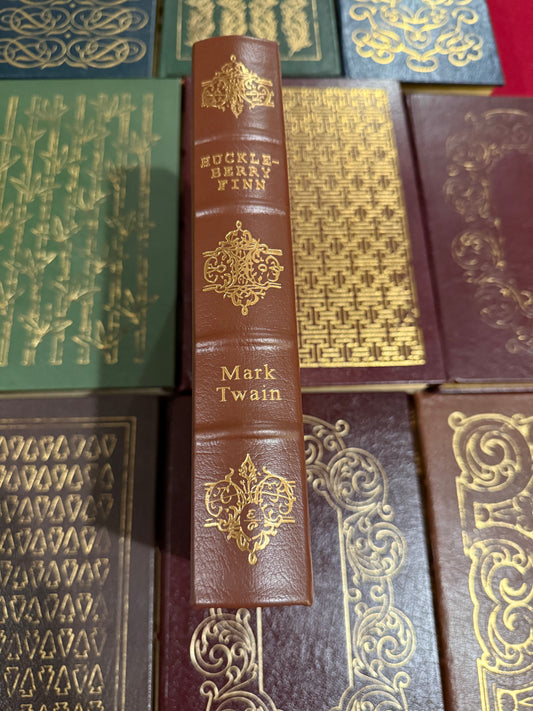 HUCKLE-
BERRY
FINN
Mark
Twain